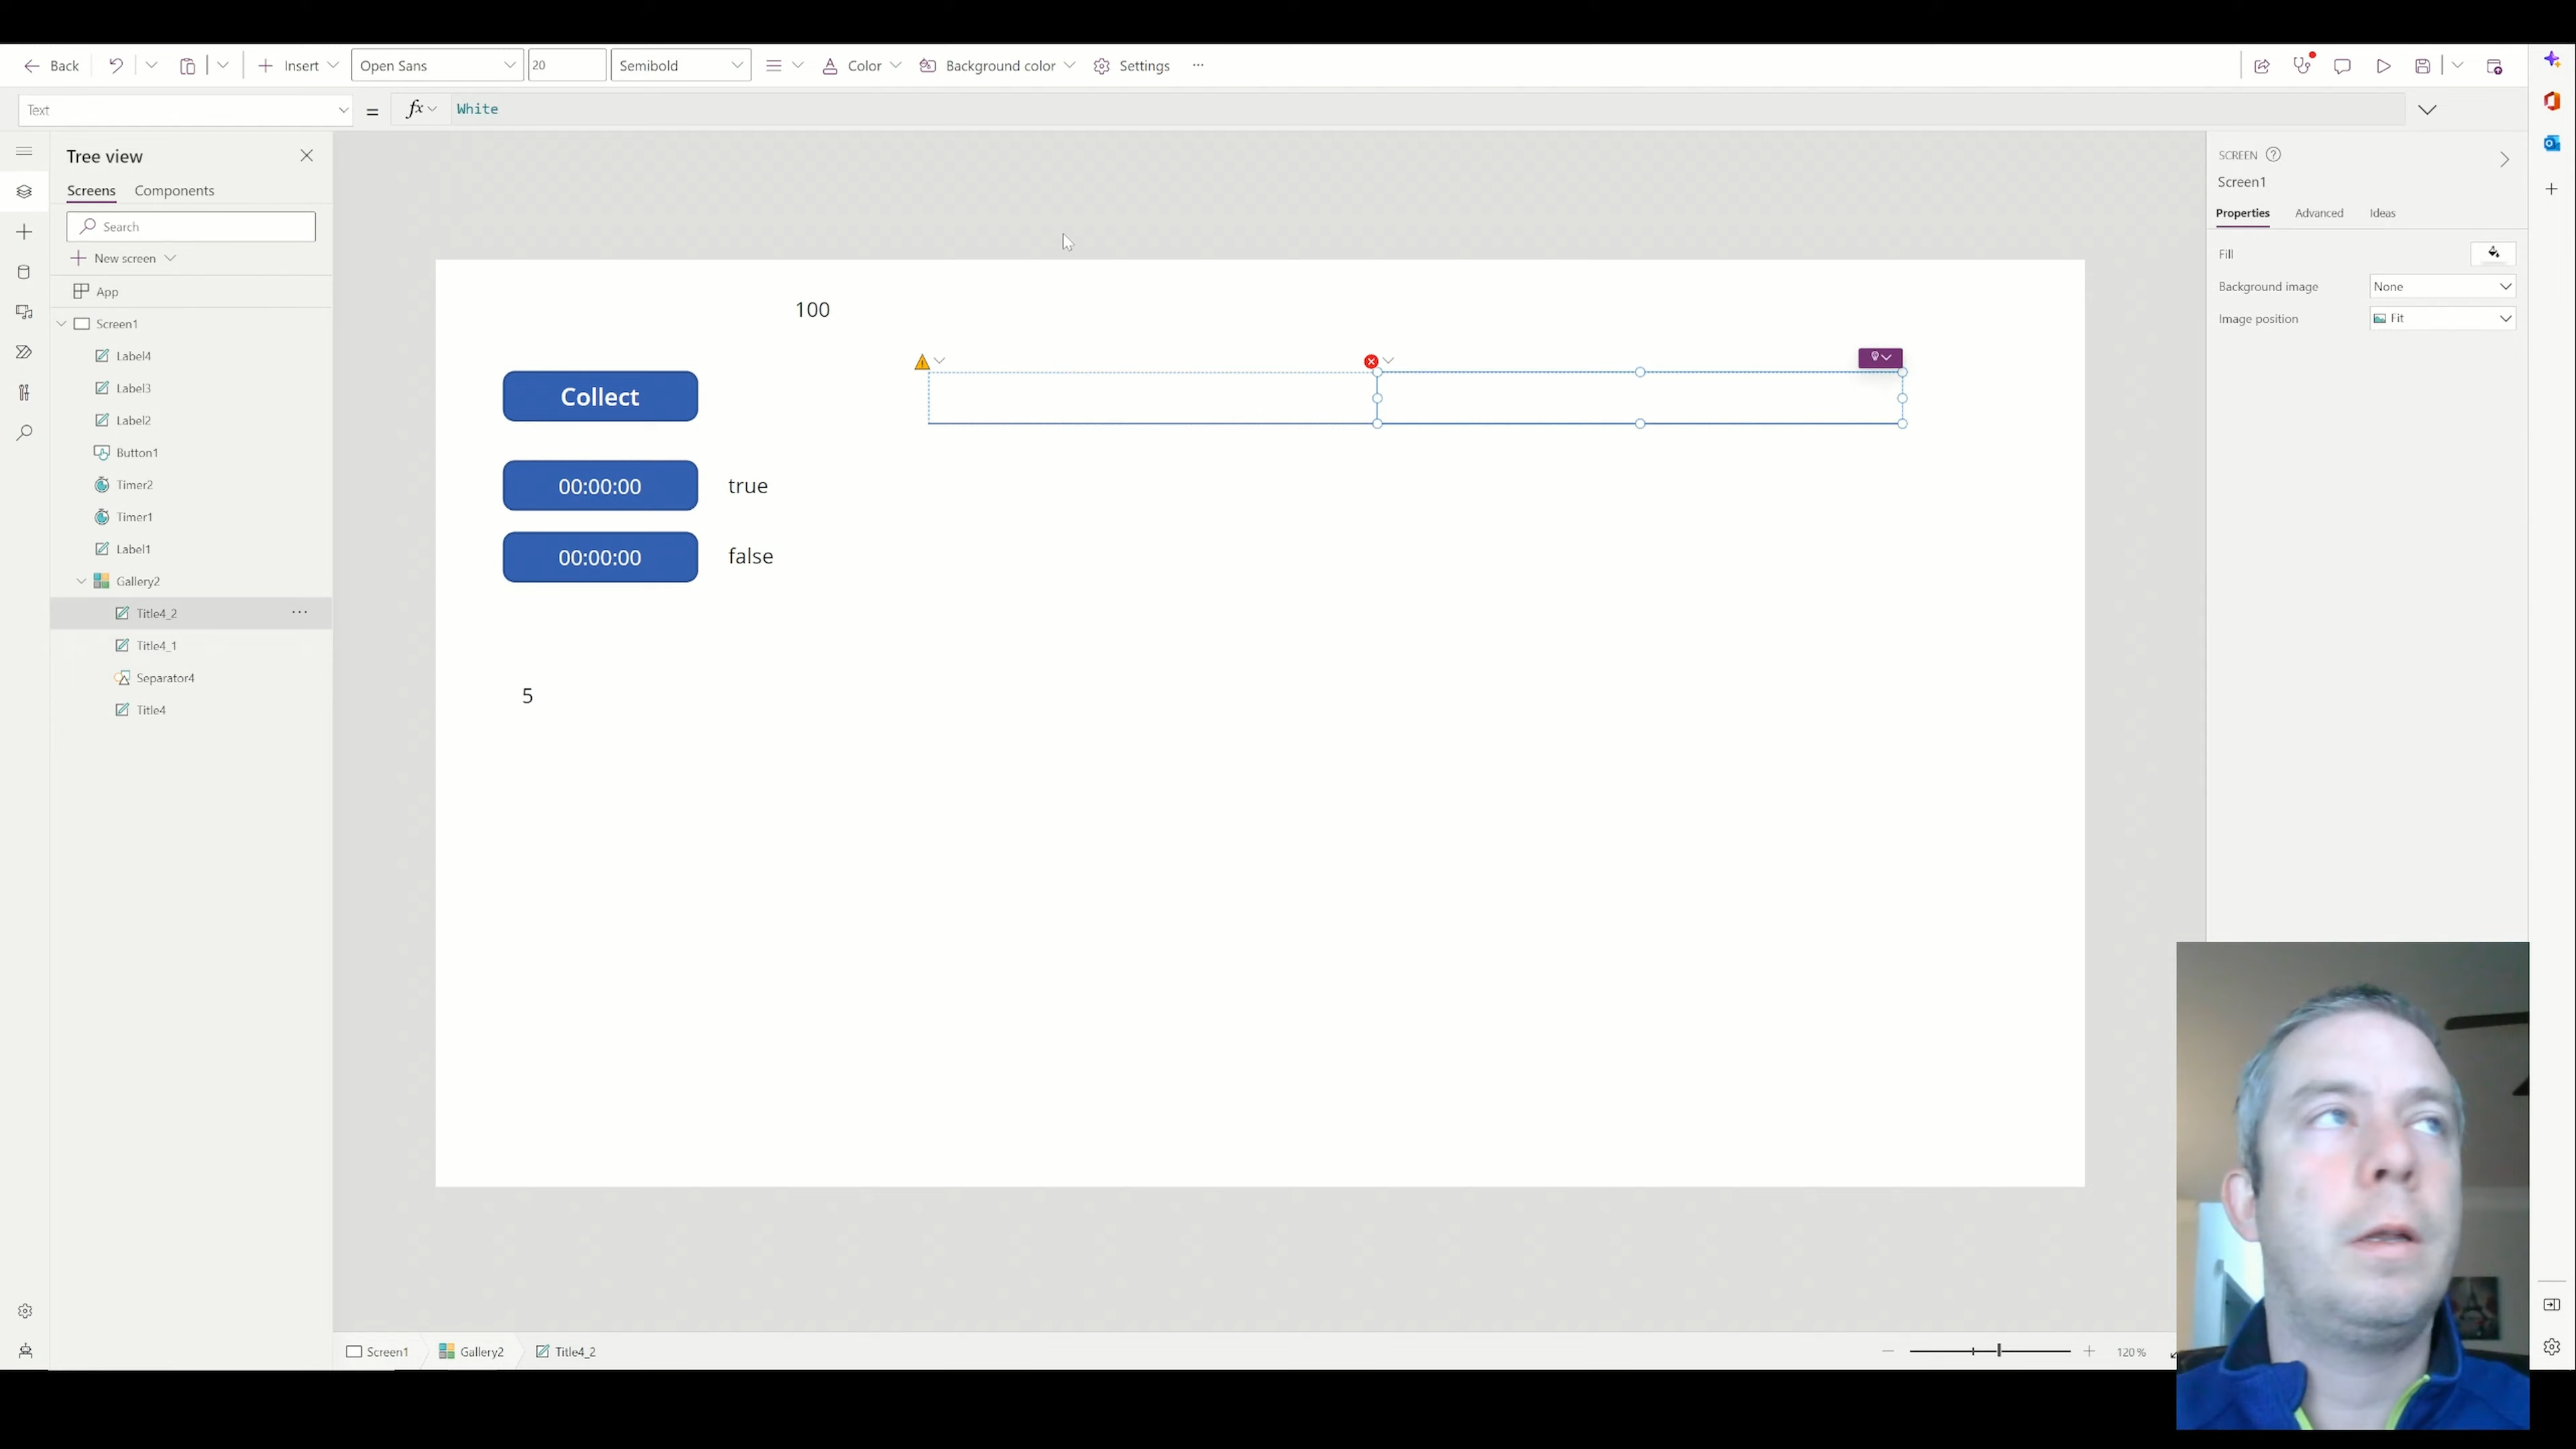 Back
Insert
Open Sans
20
Semibold
Color
Background color
Settings
Text
=
fx
White
Tree view
Screens
Components
Search
New screen
App
Screen1
Label4
Label3
Label2
Button1
Timer2
Timer1
Label1
Gallery2
Title4_2
Title4_1
Separator4
Title4
100
Collect
00:00:00
true
00:00:00
false
5
SCREEN
Screen1
Properties
Advanced
Ideas
Fill
Background image
None
Image position
Fit
Screen1
Gallery2
Title4_2
120 %